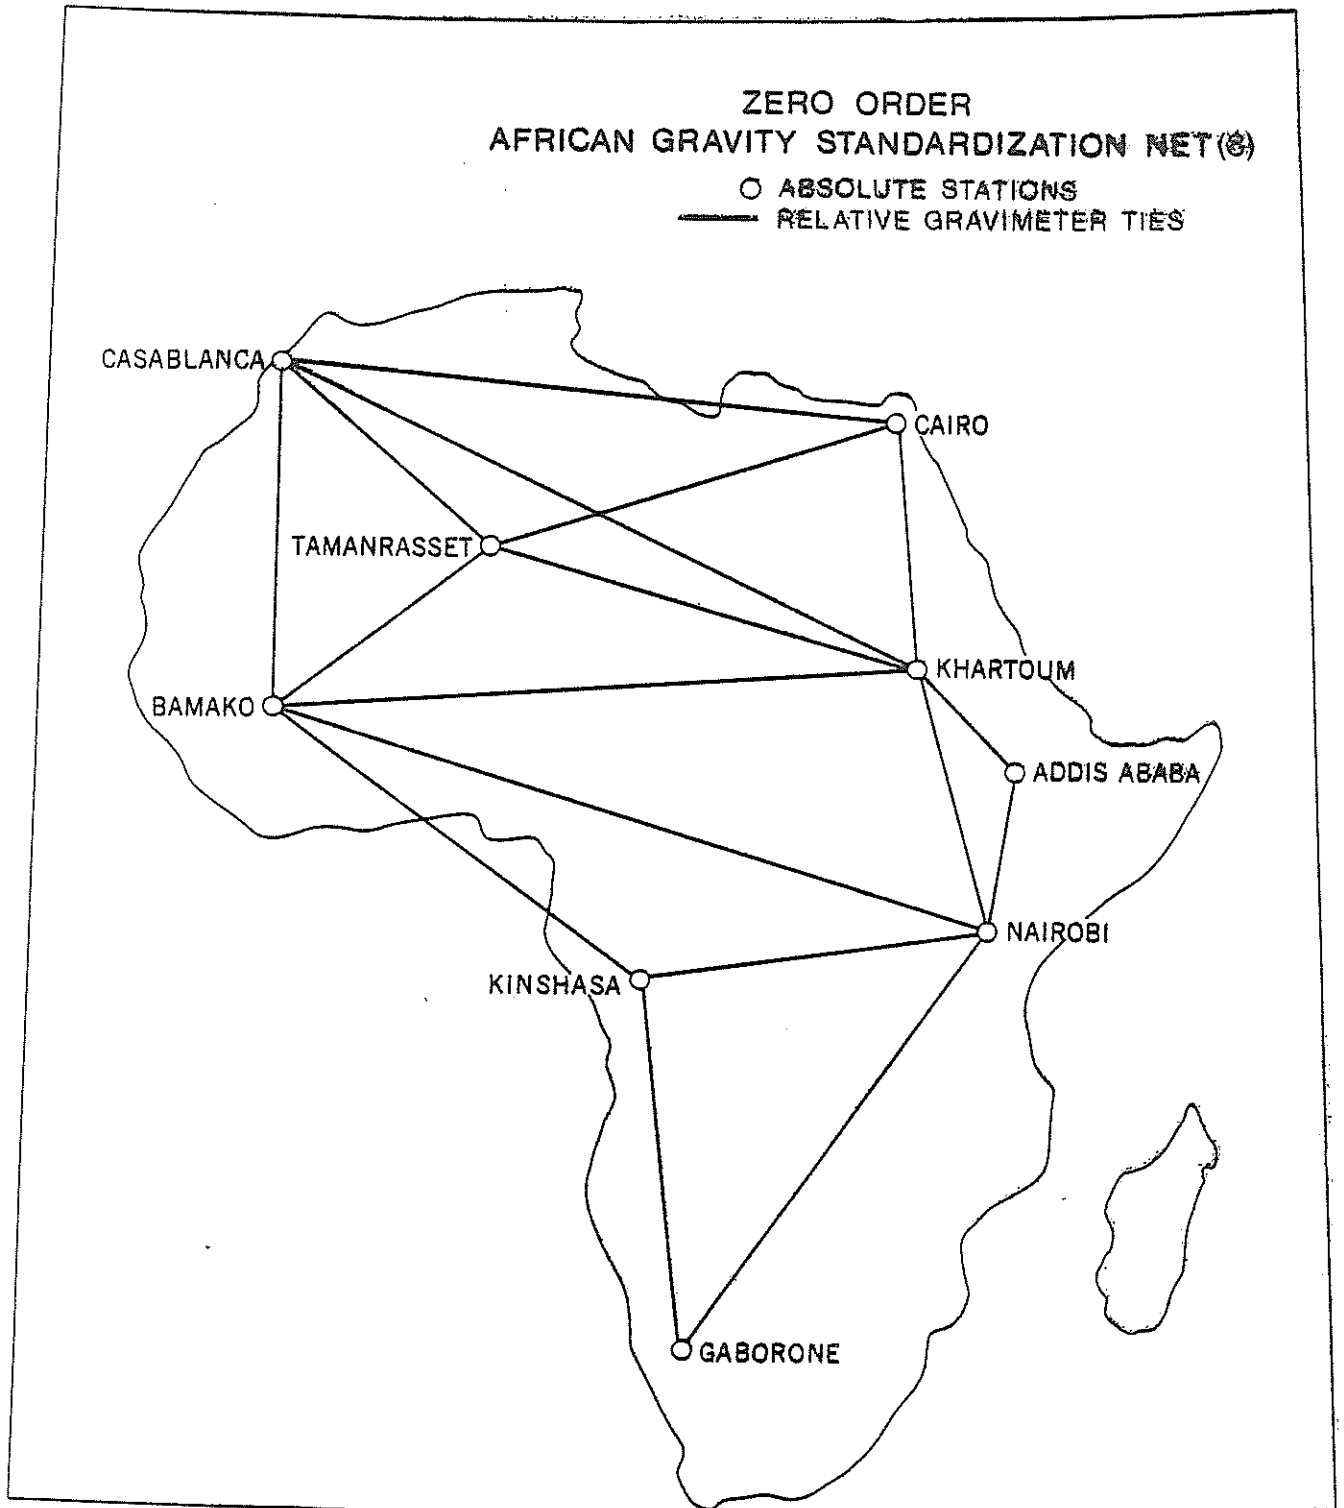 ZERO ORDER
AFRICAN GRAVITY STANDARDIZATION NET(8)
ABSOLUTE STATIONS
RELATIVE GRAVIMETER TIES
CASABLANCA
CAIRO
TAMANRASSET
KHARTOUM
BAMAKO
ADDIS ABABA
NAIROBI
KINSHASA
GABORONE